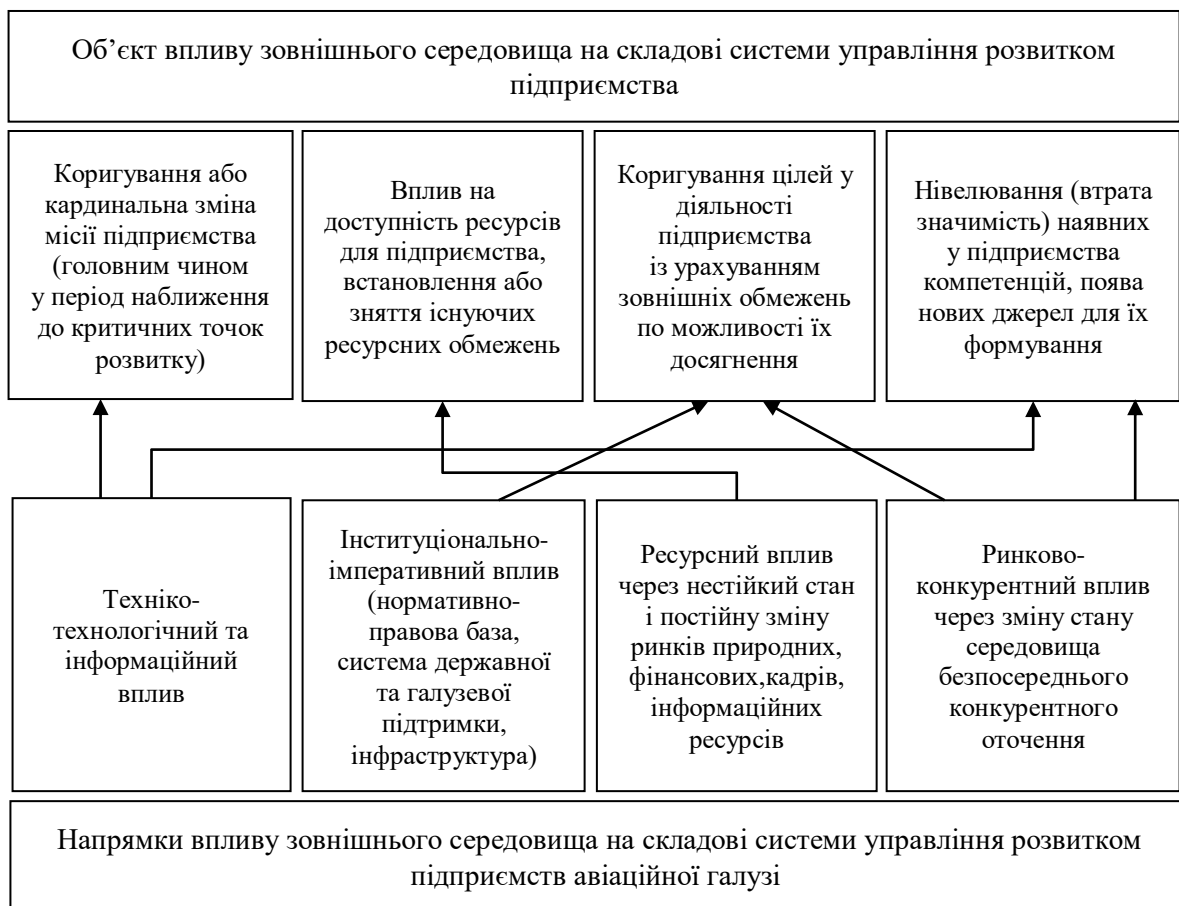 Об’єкт впливу зовнішнього середовища на складові системи управління розвитком
підприємства
Коригування або
кардинальна зміна
місії підприємства
(головним чином
у період наближення
до критичних точок
розвитку)
Вплив на
доступність ресурсів
для підприємства,
встановлення або
зняття існуючих
ресурсних обмежень
Коригування цілей у
діяльності
підприємства
із урахуванням
зовнішніх обмежень
по можливості їх
досягнення
Нівелювання (втрата
значимість) наявних
у підприємства
компетенцій, поява
нових джерел для їх
формування
Техніко-
технологічний та
інформаційний
вплив
Інституціонально-
імперативний вплив
(нормативно-
правова база,
система державної
та галузевої
підтримки,
інфраструктура)
Ресурсний вплив
через нестійкий стан
і постійну зміну
ринків природних,
фінансових,кадрів,
інформаційних
ресурсів
Ринково-
конкурентний вплив
через зміну стану
середовища
безпосереднього
конкурентного
оточення
Напрямки впливу зовнішнього середовища на складові системи управління розвитком
підприємств авіаційної галузі